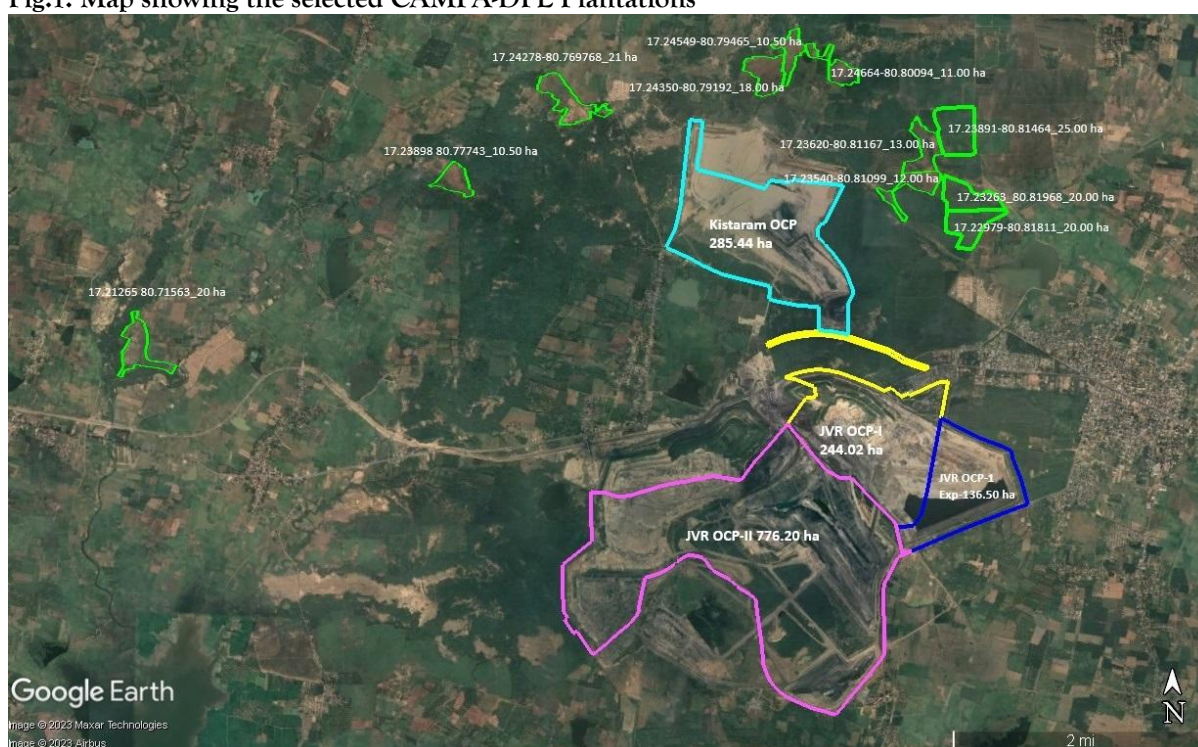 Fig.1. Map showing the selected CAMPA-DFL Plantations
17.24549-80.79465_10.50 ha
17.24278-80.769768_21 ha
17.24664-80.80094_11.00 ha
17.24350-80.79192_18.00 ha
17.23891-80.81464_25.00 ha
17.23620-80.81167_13.00 ha
17.23898 80.77743_10.50 ha
17.23540-80.81099_12.00 ha
17.23263_80.81968_20.00 ha
Kistaram OCP
285.44 ha
17.22979-80.81811_20.00 ha
17.21265 80.71563_20 ha
JVR OCP-I
244.02 ha
JVR OCP-1
Exp-136.50 ha
JVR OCP-II 776.20 ha
Google Earth
Image © 2023 Maxar Technologies
Image © 2023 Airbus
N
2 mi